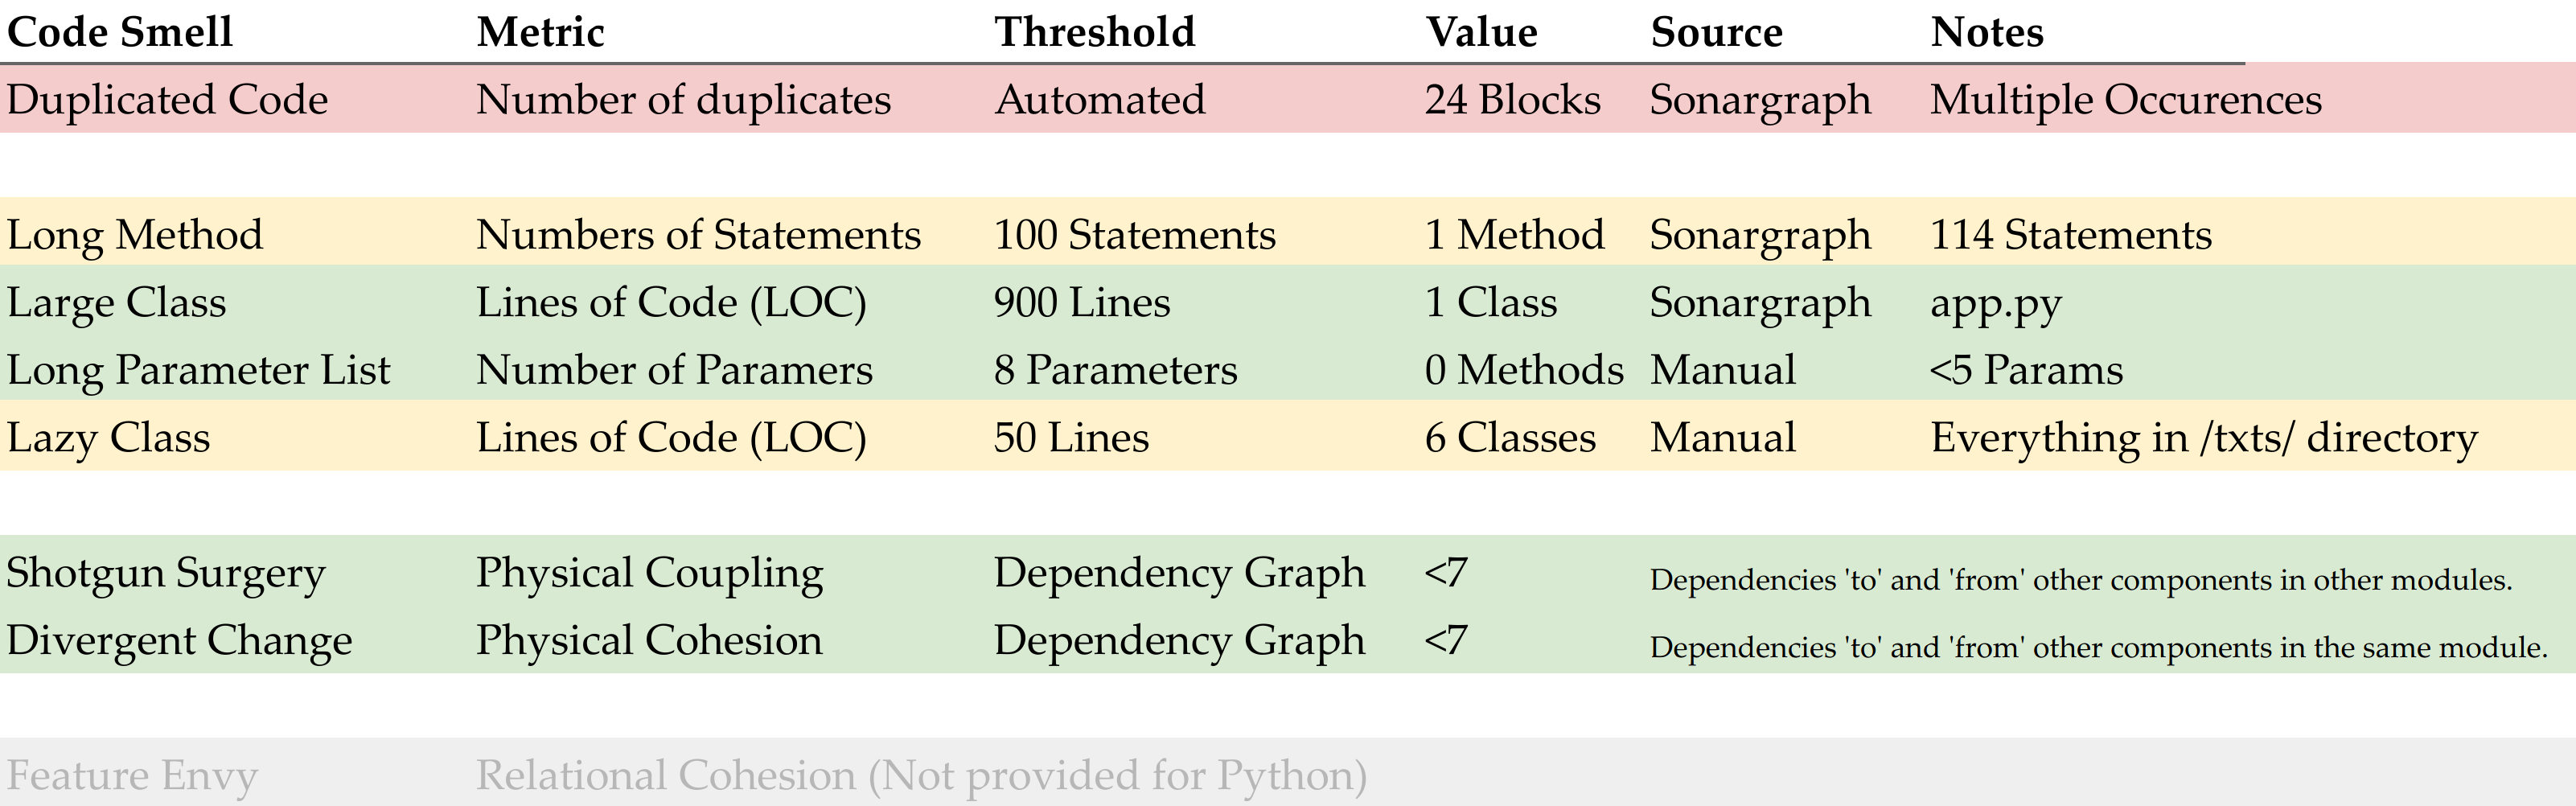 Code Smell Metric Threshold Value Source Notes
Duplicated Code Number of duplicates Automated 24 Blocks Sonargraph Multiple Occurences
Long Method Numbers of Statements 100 Statements 1 Method Sonargraph 114 Statements
Large Class Lines of Code (LOC) 900 Lines 1 Class Sonargraph app.py
Long Parameter List Number of Paramers 8 Parameters 0 Methods Manual <5 Params
Lazy Class Lines of Code (LOC) 50 Lines 6 Classes Manual Everything in /txts/ directory
Shotgun Surgery Physical Coupling Dependency Graph <7 Dependencies 'to' and 'from' other components in other modules.
Divergent Change Physical Cohesion Dependency Graph <7 Dependencies 'to' and 'from' other components in the same module.
Feature Envy Relational Cohesion (Not provided for Python)